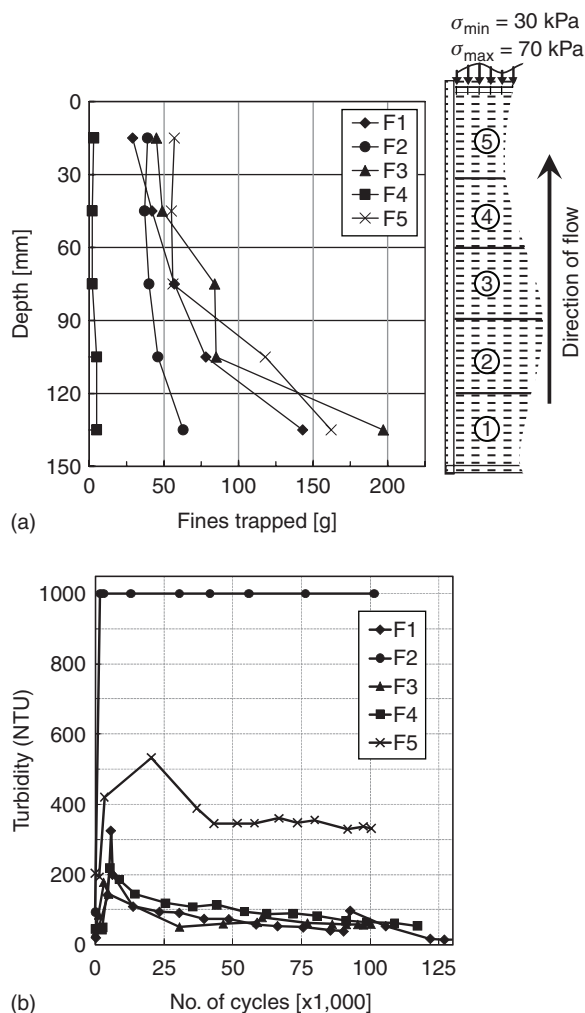 σmin = 30 kPa
σmax = 70 kPa
0
30
60
90
120
150
Depth [mm]
F1
F2
F3
F4
F5
5
4
3
2
1
Direction of flow
0 50 100 150 200
(a) Fines trapped [g]
1000
800
600
400
200
0
Turbidity (NTU)
F1
F2
F3
F4
F5
0 25 50 75 100 125
(b) No. of cycles [x1,000]